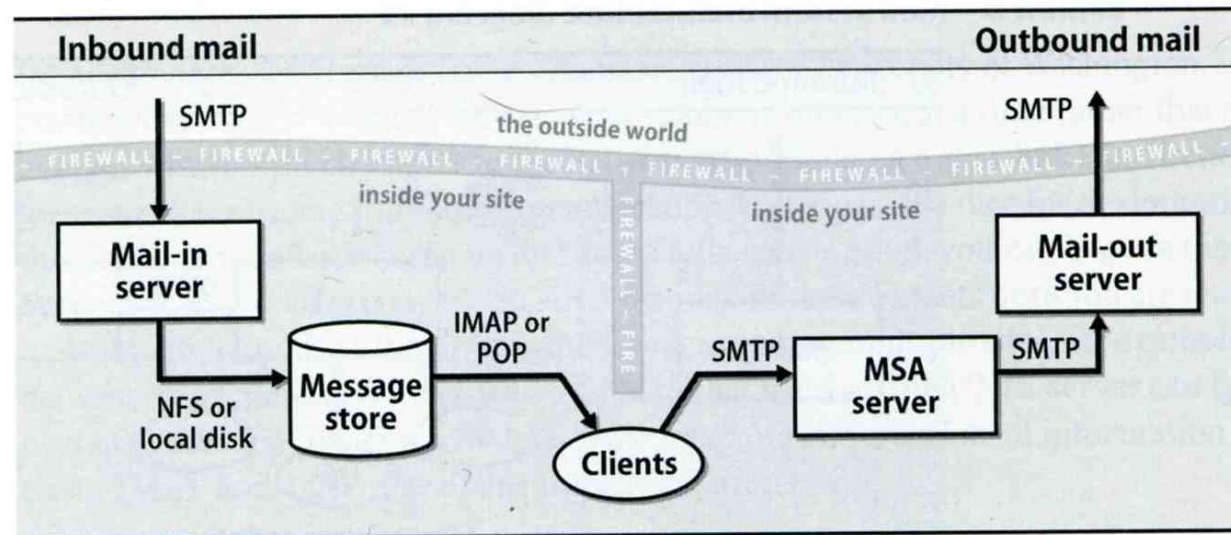 Inbound mail
Outbound mail
SMTP
SMTP
the outside world
- FIREWALL - FIREWALL - FIREWALL - FIREWALL - FIREWALL + FIREWALL - FIREWALL - FIREWALL - FIREWALL - FIREWALL -
inside your site
inside your site
FIREWALL - FIRE
Mail-in
server
Mail-out
server
IMAP or
POP
SMTP
SMTP
Message
store
MSA
server
NFS or
local disk
Clients